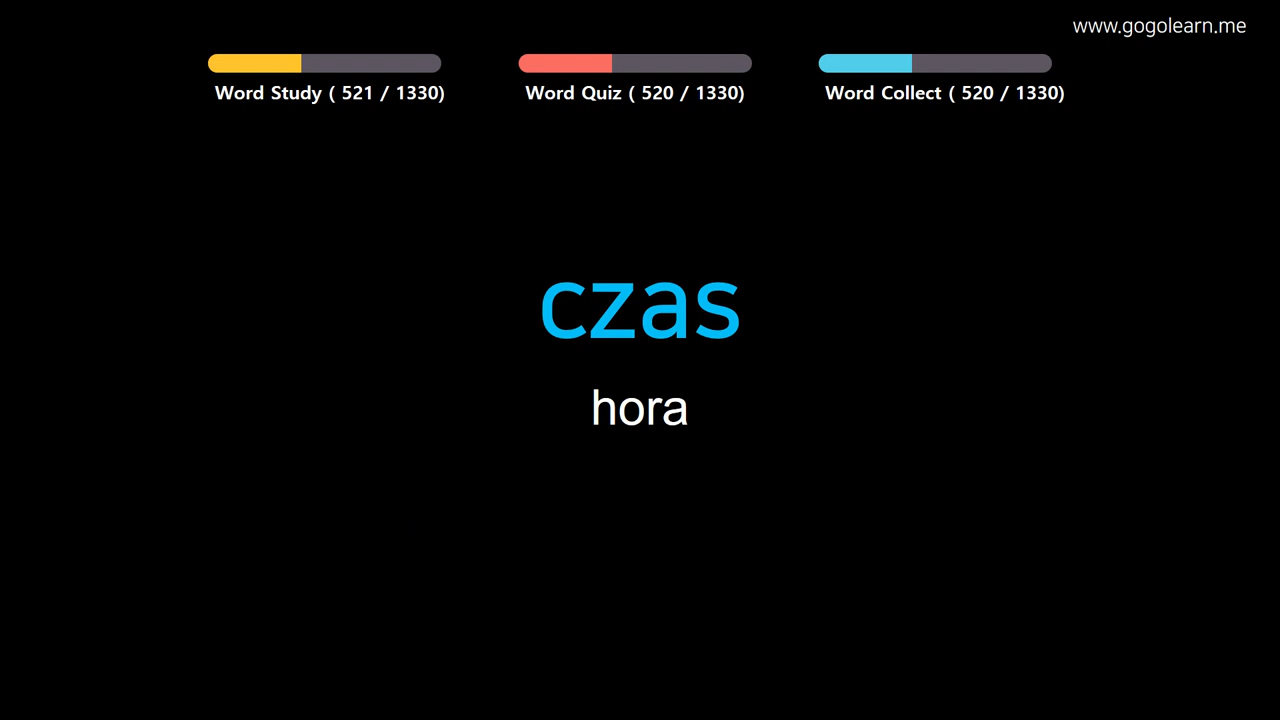 www.gogolearn.me
Word Study ( 521 / 1330)
Word Quiz ( 520 / 1330)
Word Collect ( 520 / 1330)
czas
hora